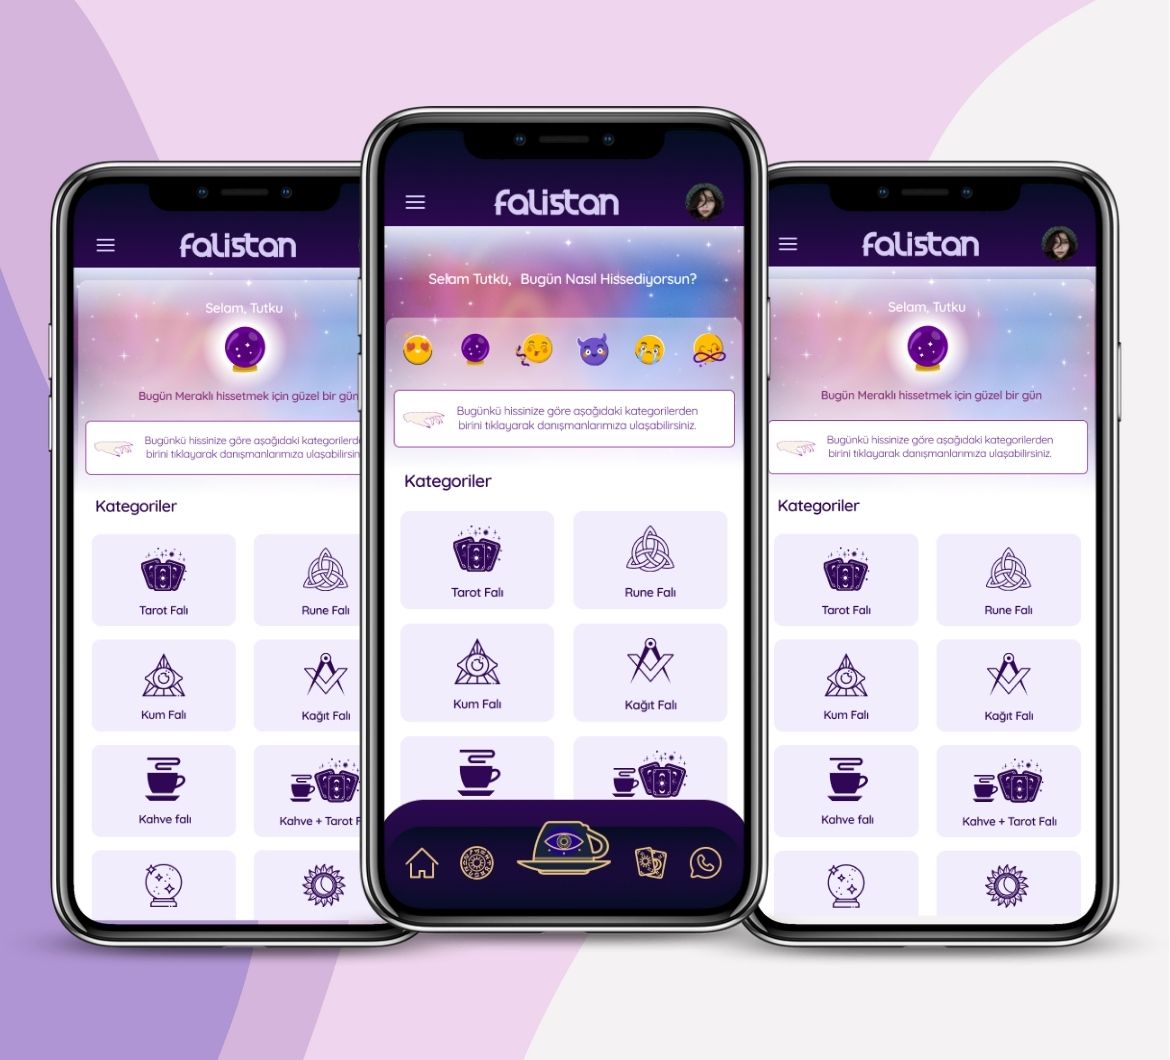 falistan
Selam, Tutku
Bugün Meraklı hissetmek için güzel bir gün
Bugünkü hissinize göre aşağıdaki kategorilerden
birini tıklayarak danışmanlarımıza ulaşabilirsiniz.
Kategoriler
Tarot Falı
Rune Falı
Kum Falı
Kağıt Falı
Kahve falı
Kahve + Tarot F
falistan
Selam Tutku, Bugün Nasıl Hissediyorsun?
Bugünkü hissinize göre aşağıdaki kategorilerden
birini tıklayarak danışmanlarımıza ulaşabilirsiniz.
Kategoriler
Tarot Falı
Rune Falı
Kum Falı
Kağıt Falı
falistan
Selam, Tutku
Bugün Meraklı hissetmek için güzel bir gün
Bugünkü hissinize göre aşağıdaki kategorilerden
birini tıklayarak danışmanlarımıza ulaşabilirsiniz.
Kategoriler
Tarot Falı
Rune Falı
Kum Falı
Kağıt Falı
Kahve falı
Kahve + Tarot Falı